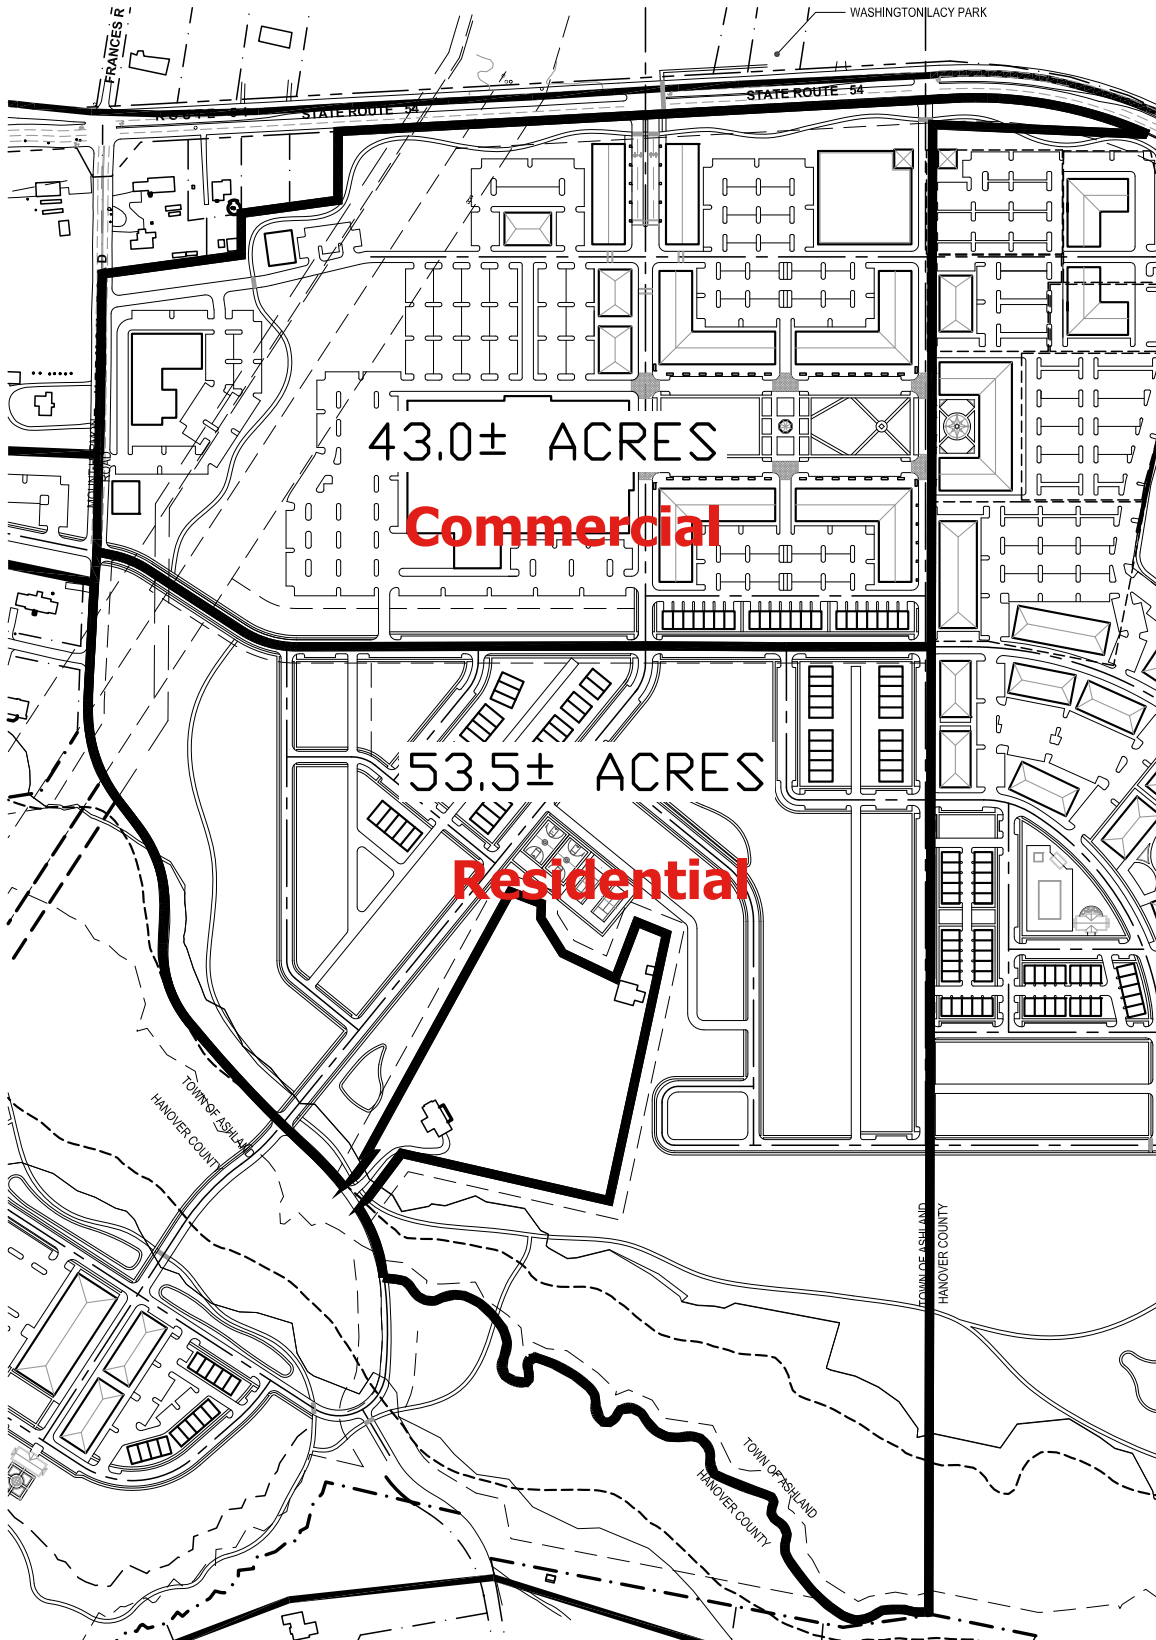 WASHINGTON LACY PARK
FRANCES R
STATE ROUTE 54
STATE ROUTE 54
43.0± ACRES
ROAD
Commercial
53.5± ACRES
Residential
TOWN OF ASHLAND
HANOVER COUNTY
TOWN OF ASHLAND
HANOVER COUNTY
TOWN OF ASHLAND
HANOVER COUNTY